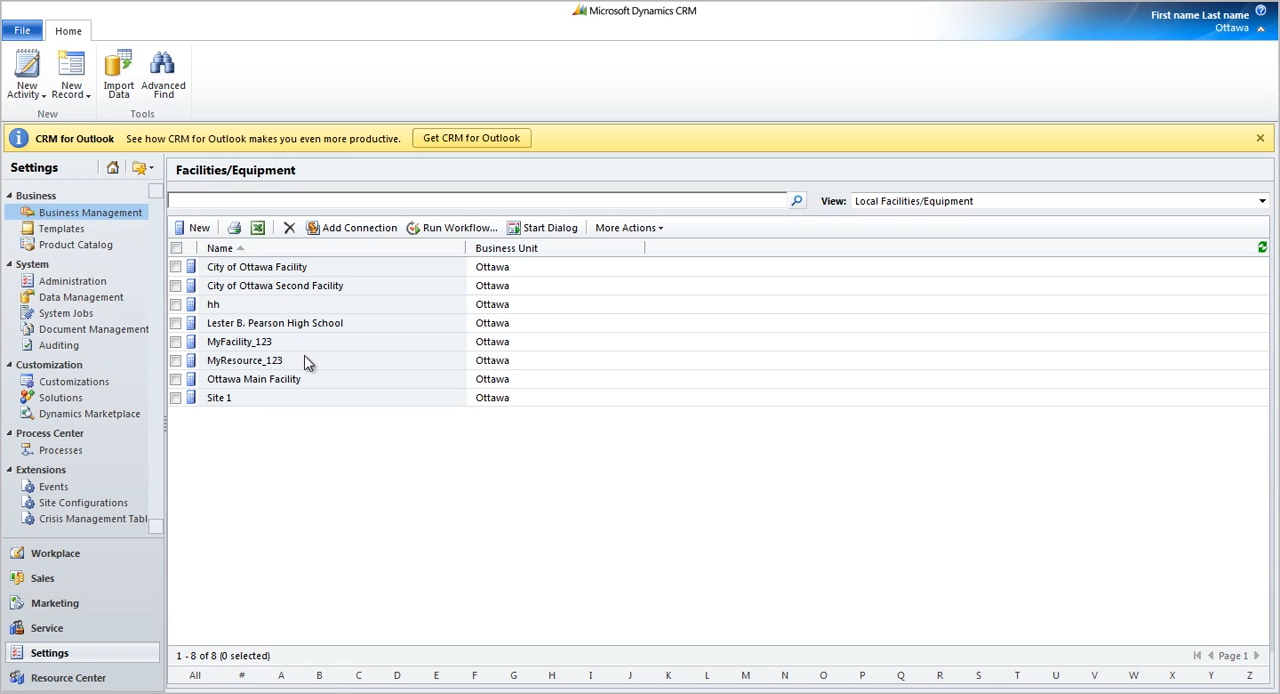 Microsoft Dynamics CRM
First name Last name
Ottawa
File Home
New Activity
New Record
Import Data
Advanced Find
New
Tools
CRM for Outlook See how CRM for Outlook makes you even more productive. Get CRM for Outlook
Settings
Business
Business Management
Templates
Product Catalog
System
Administration
Data Management
System Jobs
Document Management
Auditing
Customization
Customizations
Solutions
Dynamics Marketplace
Process Center
Processes
Extensions
Events
Site Configurations
Crisis Management Tabl
Workplace
Sales
Marketing
Service
Settings
Resource Center
Facilities/Equipment
View: Local Facilities/Equipment
New Add Connection Run Workflow... Start Dialog More Actions
Name Business Unit
City of Ottawa Facility Ottawa
City of Ottawa Second Facility Ottawa
hh Ottawa
Lester B. Pearson High School Ottawa
MyFacility_123 Ottawa
MyResource_123 Ottawa
Ottawa Main Facility Ottawa
Site 1 Ottawa
1 - 8 of 8 (0 selected) Page 1
All # A B C D E F G H I J K L M N O P Q R S T U V W X Y Z